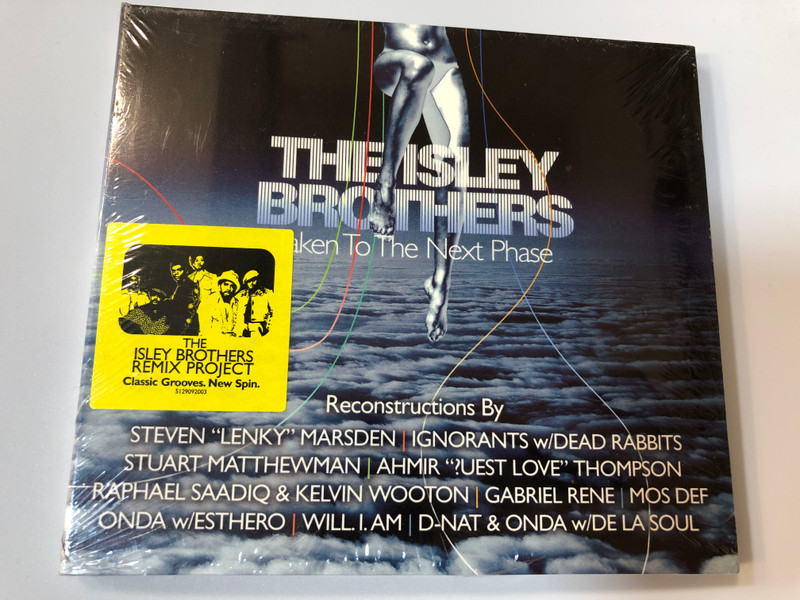 THE ISLEY
BROTHERS
aken To The Next Phase
THE
ISLEY BROTHERS
REMIX PROJECT
Classic Grooves. New Spin.
S129092003
Reconstructions By
STEVEN “LENKY” MARSDEN | IGNORANTS w/DEAD RABBITS
STUART MATTHEWMAN | AHMIR “?UEST LOVE” THOMPSON
RAPHAEL SAADIQ & KELVIN WOOTON | GABRIEL RENE | MOS DEF
ONDA w/ESTHERO | WILL.I.AM | D-NAT & ONDA w/DE LA SOUL